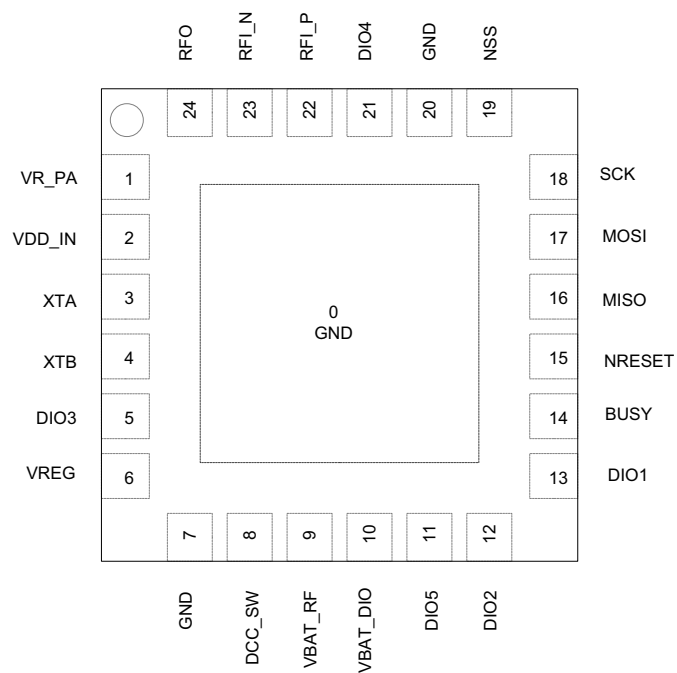 RFO
RFI_N
RFI_P
DIO4
GND
NSS
24
23
22
21
20
19
VR_PA 1
18 SCK
VDD_IN 2
17 MOSI
XTA 3
16 MISO
0
GND
XTB 4
15 NRESET
DIO3 5
14 BUSY
VREG 6
13 DIO1
7
8
9
10
11
12
GND
DCC_SW
VBAT_RF
VBAT_DIO
DIO5
DIO2